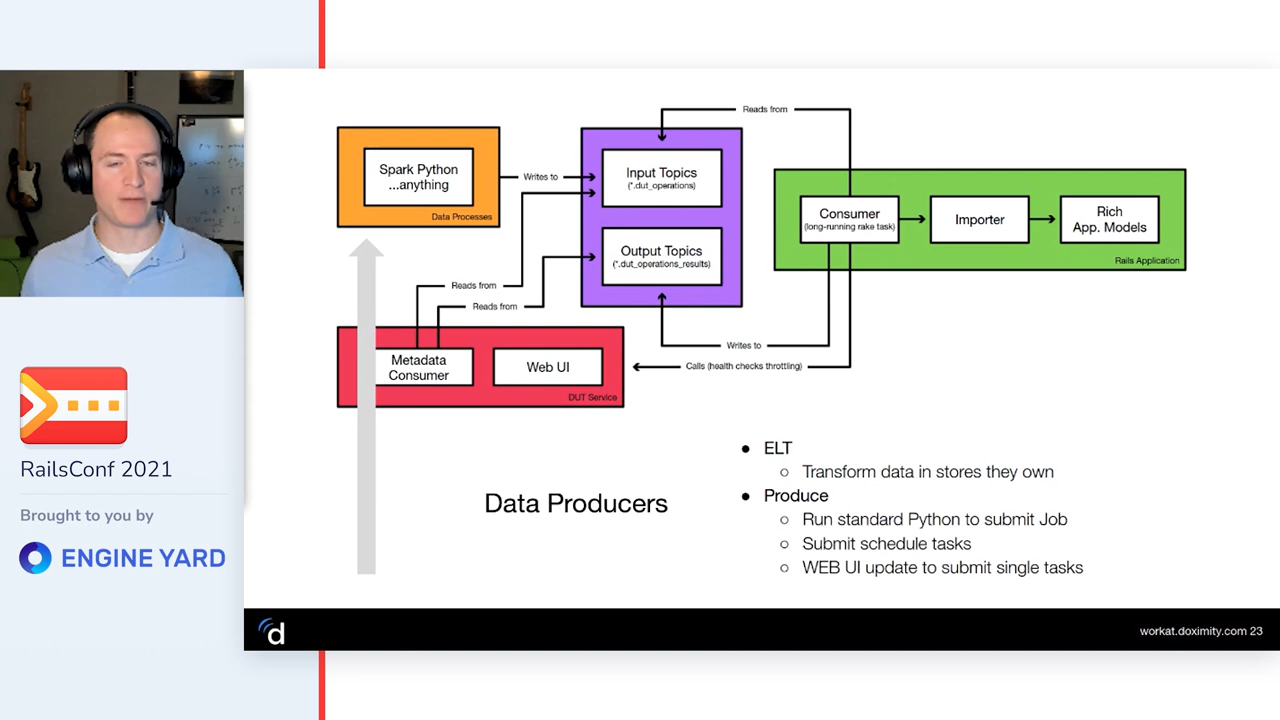 Reads from
Spark Python
...anything
Data Processes
Writes to
Input Topics
(*.dut_operations)
Output Topics
(*.dut_operations_results)
Consumer
(long-running rake task)
Importer
Rich
App. Models
Rails Application
Reads from
Reads from
Writes to
Calls (health checks throttling)
Metadata
Consumer
Web UI
DUT Service
Data Producers
● ELT
○ Transform data in stores they own
● Produce
○ Run standard Python to submit Job
○ Submit schedule tasks
○ WEB UI update to submit single tasks
RailsConf 2021
Brought to you by
ENGINE YARD
d
workat.doximity.com 23